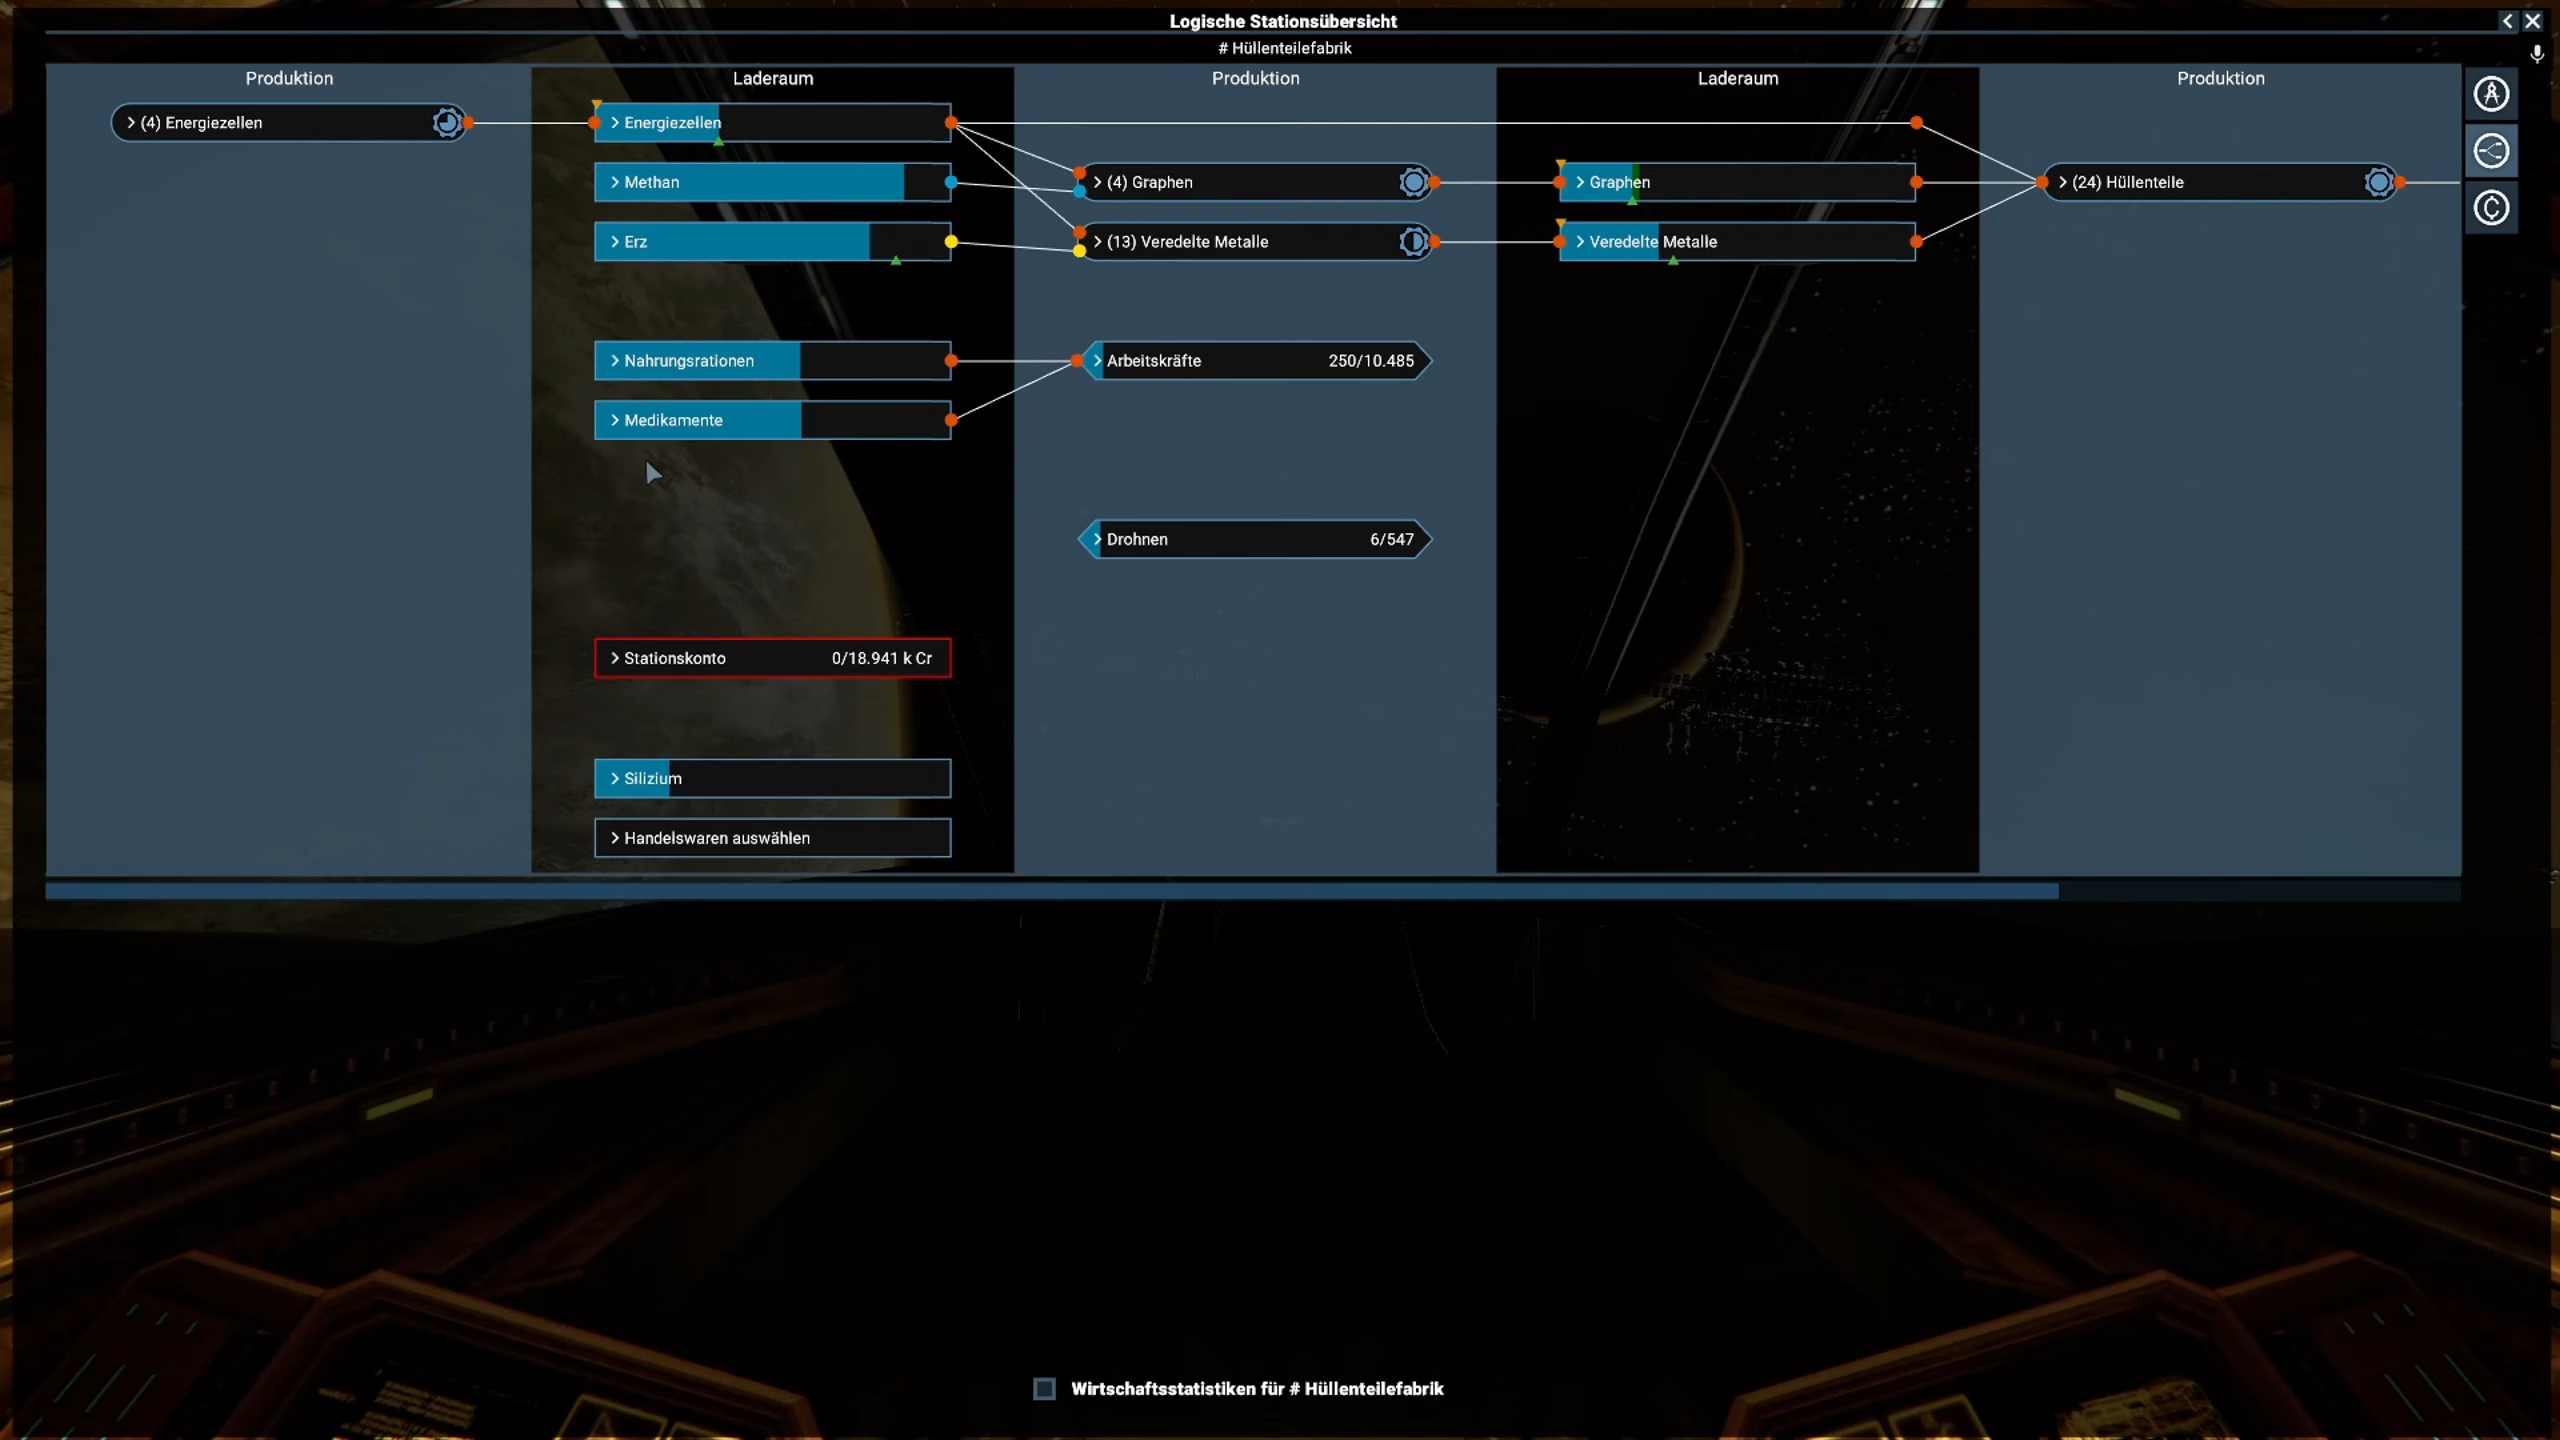 Logische Stationsübersicht
# Hüllenteilefabrik
Produktion
Laderaum
Produktion
Laderaum
Produktion
(4) Energiezellen
Energiezellen
Methan
(4) Graphen
Graphen
(24) Hüllenteile
Erz
(13) Veredelte Metalle
Veredelte Metalle
Nahrungsrationen
Arbeitskräfte 250/10.485
Medikamente
Drohnen 6/547
Stationskonto 0/18.941 k Cr
Silizium
Handelswaren auswählen
Wirtschaftsstatistiken für # Hüllenteilefabrik